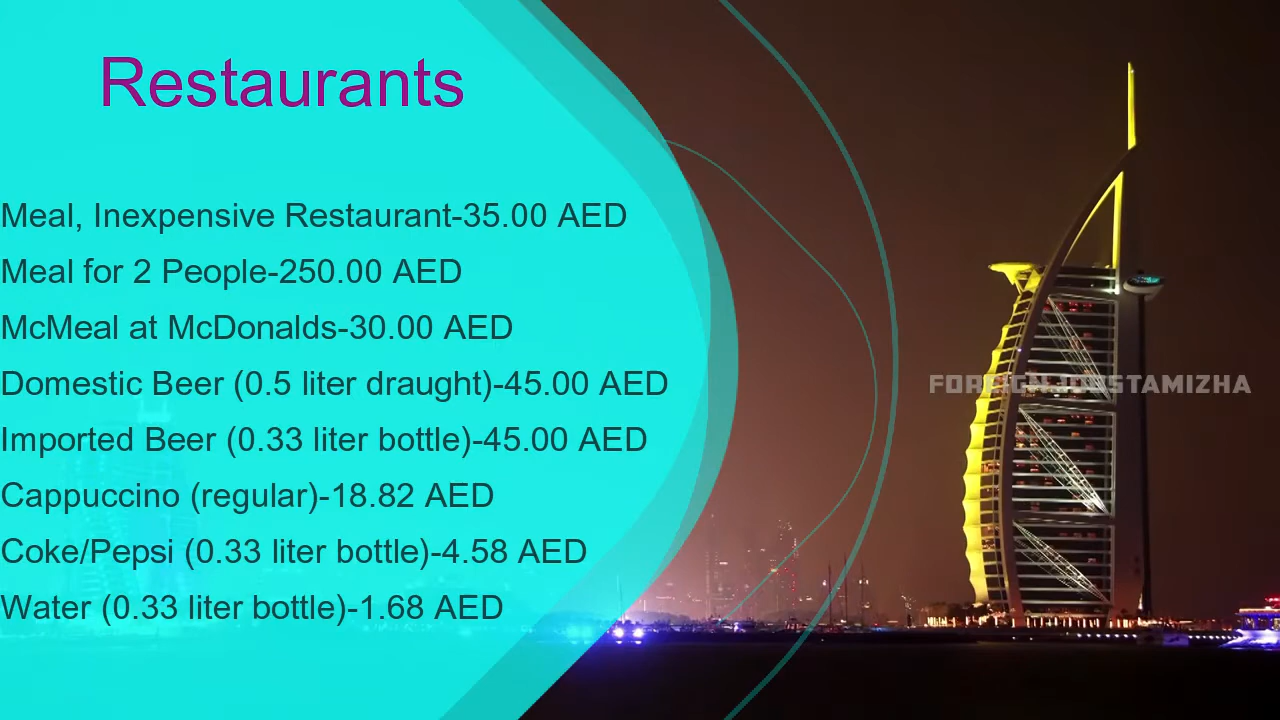 Restaurants
Meal, Inexpensive Restaurant-35.00 AED
Meal for 2 People-250.00 AED
McMeal at McDonalds-30.00 AED
Domestic Beer (0.5 liter draught)-45.00 AED
Imported Beer (0.33 liter bottle)-45.00 AED
Cappuccino (regular)-18.82 AED
Coke/Pepsi (0.33 liter bottle)-4.58 AED
Water (0.33 liter bottle)-1.68 AED
FOREIGN JOBSTAMIZHA